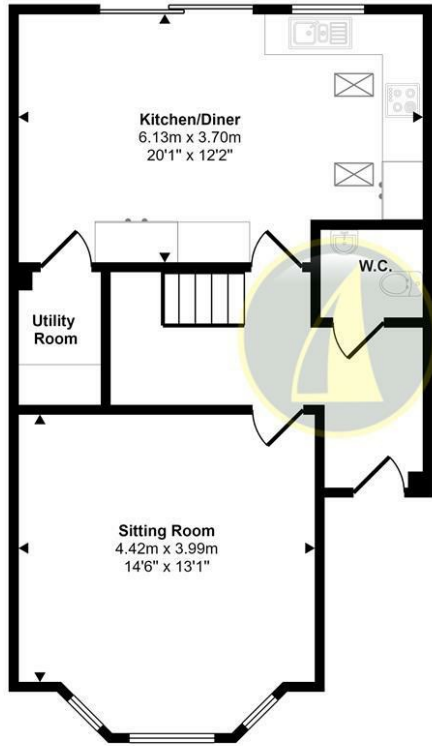 Kitchen/Diner
6.13m x 3.70m
20'1" x 12'2"
W.C.
Utility
Room
Sitting Room
4.42m x 3.99m
14'6" x 13'1"